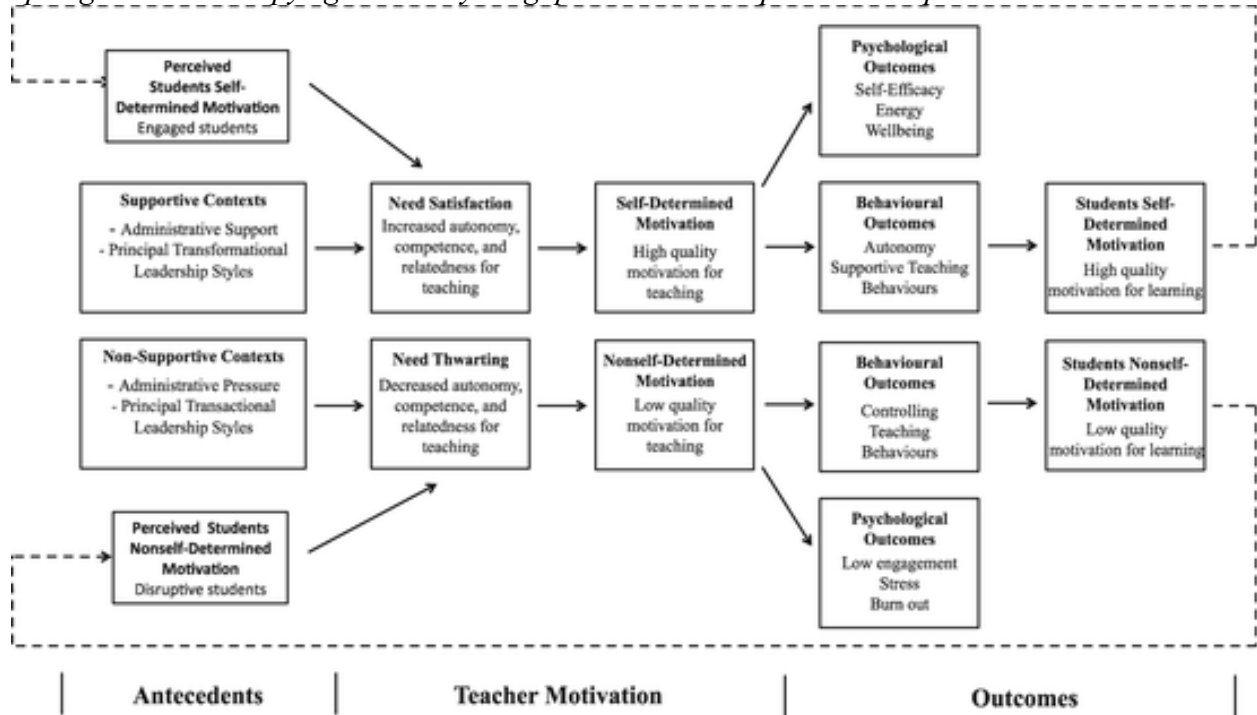 Perceived
Students Self-
Determined Motivation
Engaged students
Psychological
Outcomes
Self-Efficacy
Energy
Wellbeing
Supportive Contexts
- Administrative Support
- Principal Transformational
Leadership Styles
Need Satisfaction
Increased autonomy,
competence, and
relatedness for
teaching
Self-Determined
Motivation
High quality
motivation for
teaching
Behavioural
Outcomes
Autonomy
Supportive Teaching
Behaviours
Students Self-
Determined
Motivation
High quality
motivation for learning
Non-Supportive Contexts
- Administrative Pressure
- Principal Transactional
Leadership Styles
Need Thwarting
Decreased autonomy,
competence, and
relatedness for
teaching
Nonself-Determined
Motivation
Low quality
motivation for
teaching
Behavioural
Outcomes
Controlling
Teaching
Behaviours
Students Nonself-
Determined
Motivation
Low quality
motivation for learning
Perceived Students
Nonself-Determined
Motivation
Disruptive students
Psychological
Outcomes
Low engagement
Stress
Burn out
Antecedents
Teacher Motivation
Outcomes